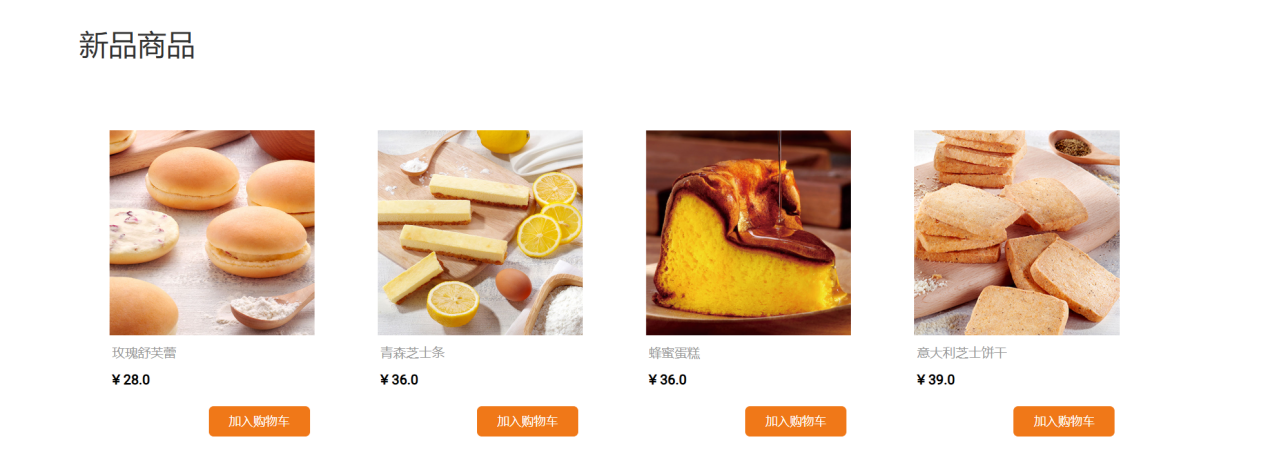 新品商品
玫瑰舒芙蕾
¥28.0
加入购物车
青森芝士条
¥36.0
加入购物车
蜂蜜蛋糕
¥36.0
加入购物车
意大利芝士饼干
¥39.0
加入购物车